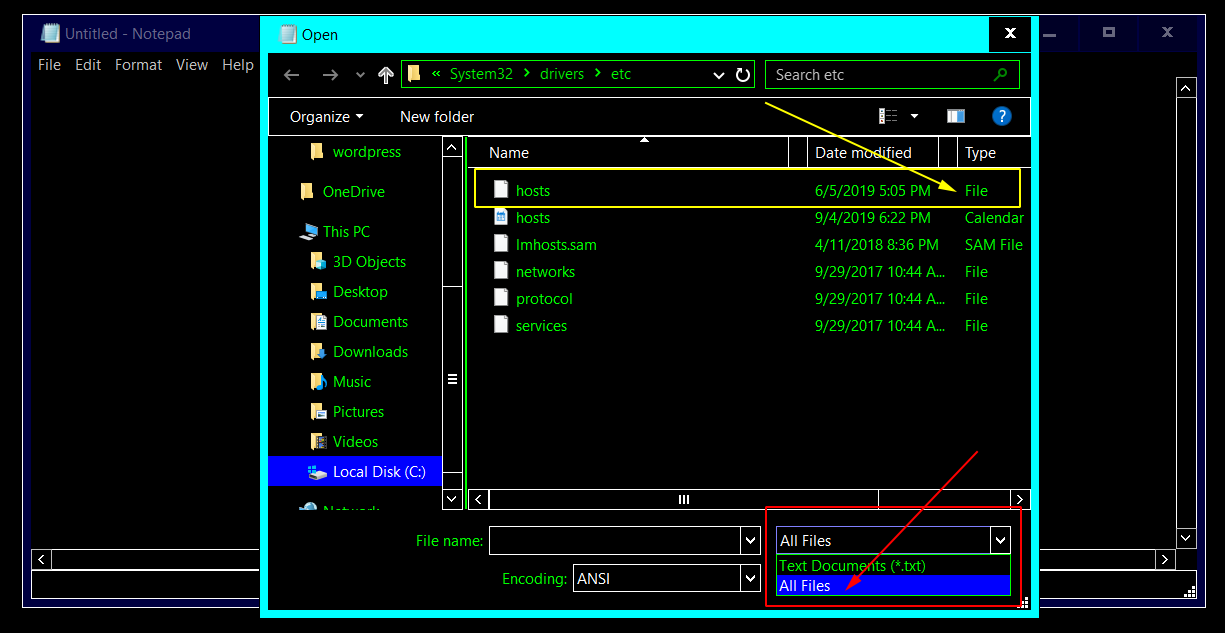 Untitled - Notepad
File Edit Format View Help
Open
« System32 > drivers > etc
Search etc
Organize
New folder
?
wordpress
OneDrive
This PC
3D Objects
Desktop
Documents
Downloads
Music
Pictures
Videos
Local Disk (C:)
Network
Name Date modified Type
hosts 6/5/2019 5:05 PM File
hosts 9/4/2019 6:22 PM Calendar
lmhosts.sam 4/11/2018 8:36 PM SAM File
networks 9/29/2017 10:44 A... File
protocol 9/29/2017 10:44 A... File
services 9/29/2017 10:44 A... File
File name:
All Files
Text Documents (*.txt)
All Files
Encoding: ANSI